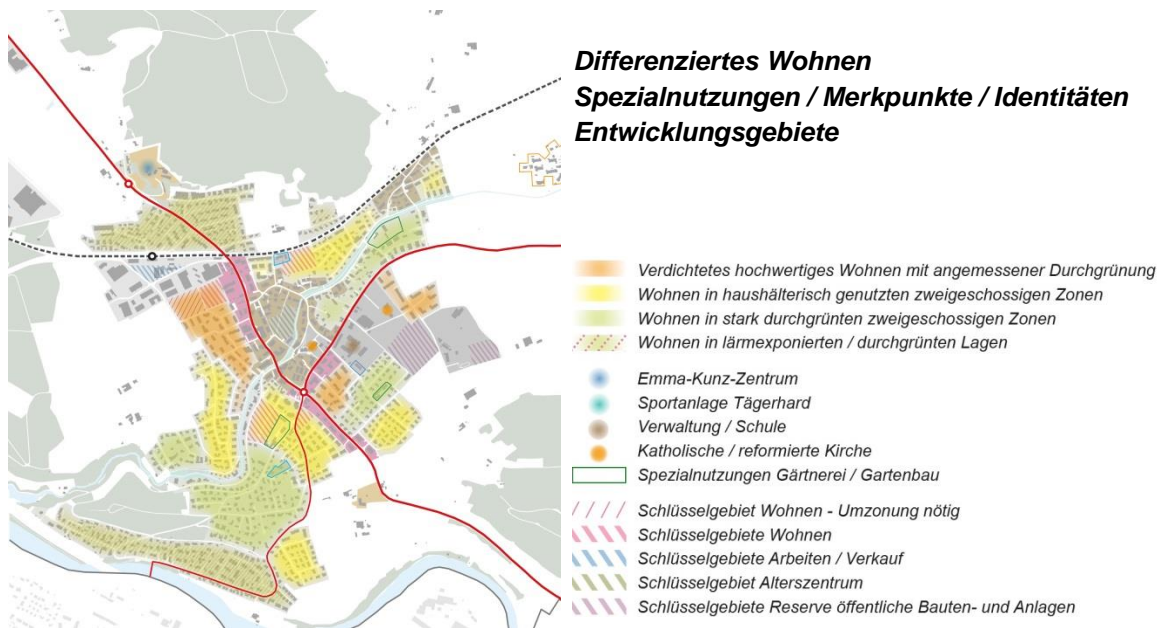 Differenziertes Wohnen
Spezialnutzungen / Merkpunkte / Identitäten
Entwicklungsgebiete
Verdichtetes hochwertiges Wohnen mit angemessener Durchgrünung
Wohnen in haushälterisch genutzten zweigeschossigen Zonen
Wohnen in stark durchgrünten zweigeschossigen Zonen
Wohnen in lärmexponierten / durchgrünten Lagen
Emma-Kunz-Zentrum
Sportanlage Tägerhard
Verwaltung / Schule
Katholische / reformierte Kirche
Spezialnutzungen Gärtnerei / Gartenbau
Schlüsselgebiet Wohnen - Umzonung nötig
Schlüsselgebiete Wohnen
Schlüsselgebiete Arbeiten / Verkauf
Schlüsselgebiet Alterszentrum
Schlüsselgebiete Reserve öffentliche Bauten- und Anlagen